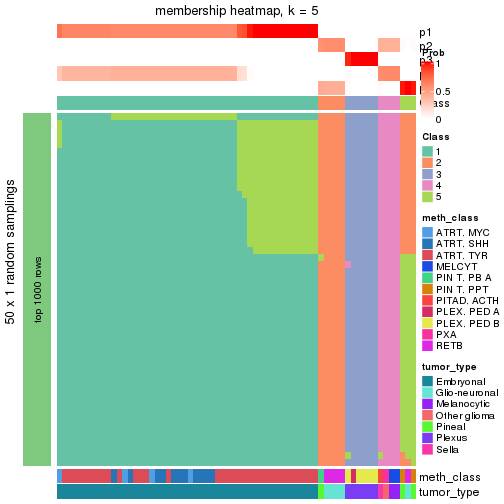 membership heatmap, k = 5
p1
p2
p3
Prob
1
0.5
0
Class
1
2
3
4
5
meth_class
ATRT. MYC
ATRT. SHH
ATRT. TYR
MELCYT
PIN T. PB A
PIN T. PPT
PITAD. ACTH
PLEX. PED A
PLEX. PED B
PXA
RETB
tumor_type
Embryonal
Glio-neuronal
Melanocytic
Other glioma
Pineal
Plexus
Sella
50 x 1 random samplings
top 1000 rows
meth_class
tumor_type